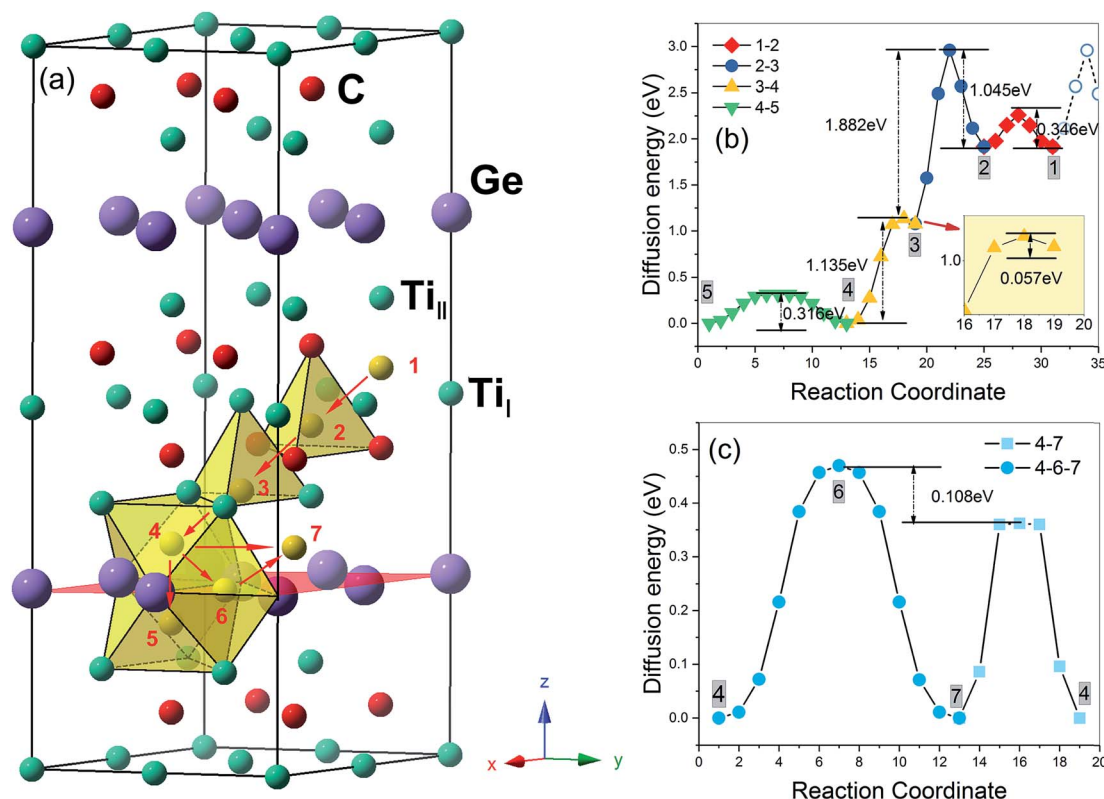 (a)
C
Ge
Ti_II
Ti_I
1
2
3
4
7
6
5
z
x
y
(b)
Diffusion energy (eV)
3.0
2.5
2.0
1.5
1.0
0.5
0.0
1-2
2-3
3-4
4-5
1.882eV
1.045eV
0.346eV
2
1
3
1.135eV
5
4
0.316eV
1.0
0.057eV
16 17 18 19 20
0 5 10 15 20 25 30 35
Reaction Coordinate
(c)
Diffusion energy (eV)
0.5
0.4
0.3
0.2
0.1
0.0
4-7
4-6-7
6
0.108eV
4
7
4
0 2 4 6 8 10 12 14 16 18 20
Reaction Coordinate